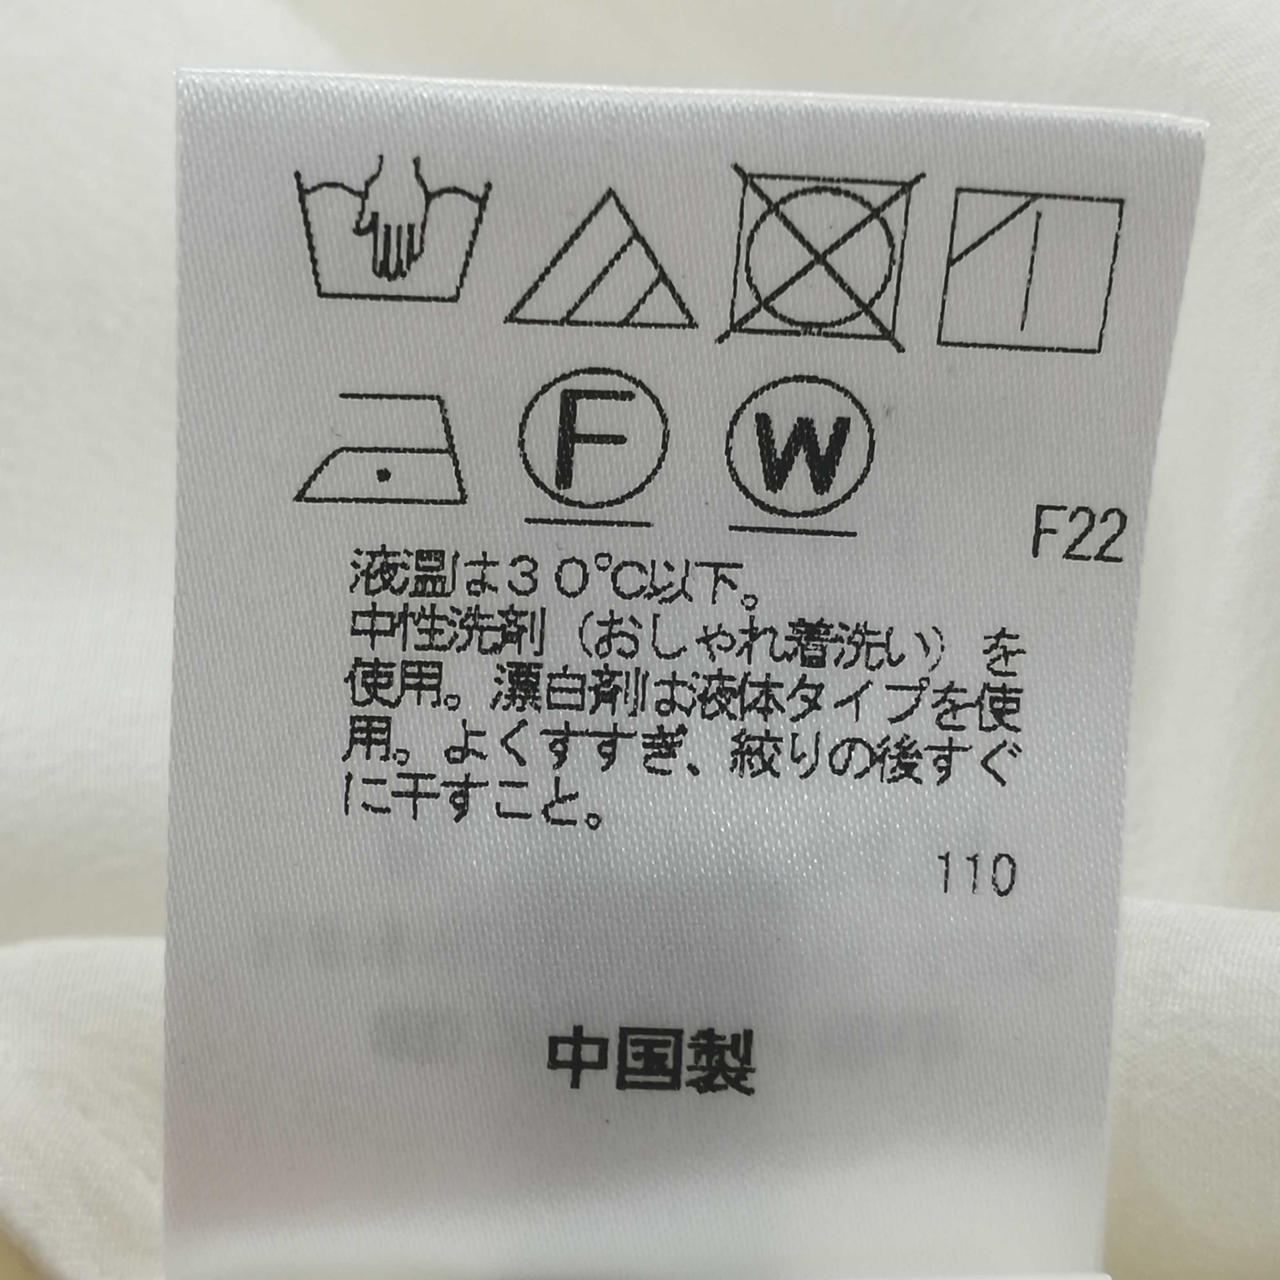 F
W
F22
液温は30℃以下。
中性洗剤（おしゃれ着洗い）を
使用。漂白剤は液体タイプを使
用。よくすすぎ、絞りの後すぐ
に干すこと。
110
中国製